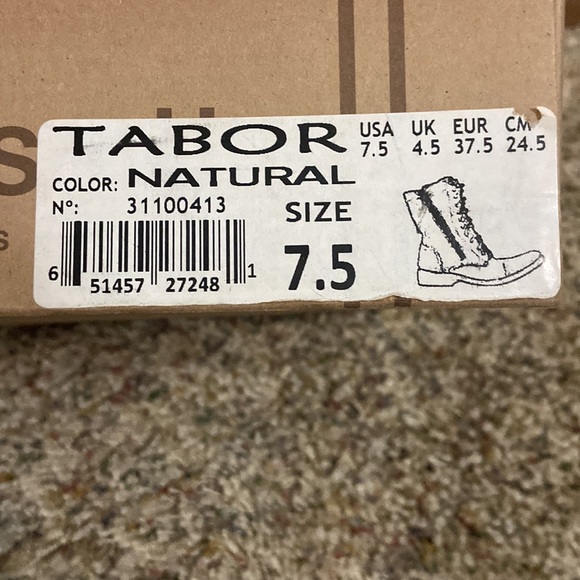 TABOR
USA UK EUR CM
7.5 4.5 37.5 24.5
COLOR: NATURAL
Nº: 31100413
SIZE
7.5
6 51457 27248 1
s